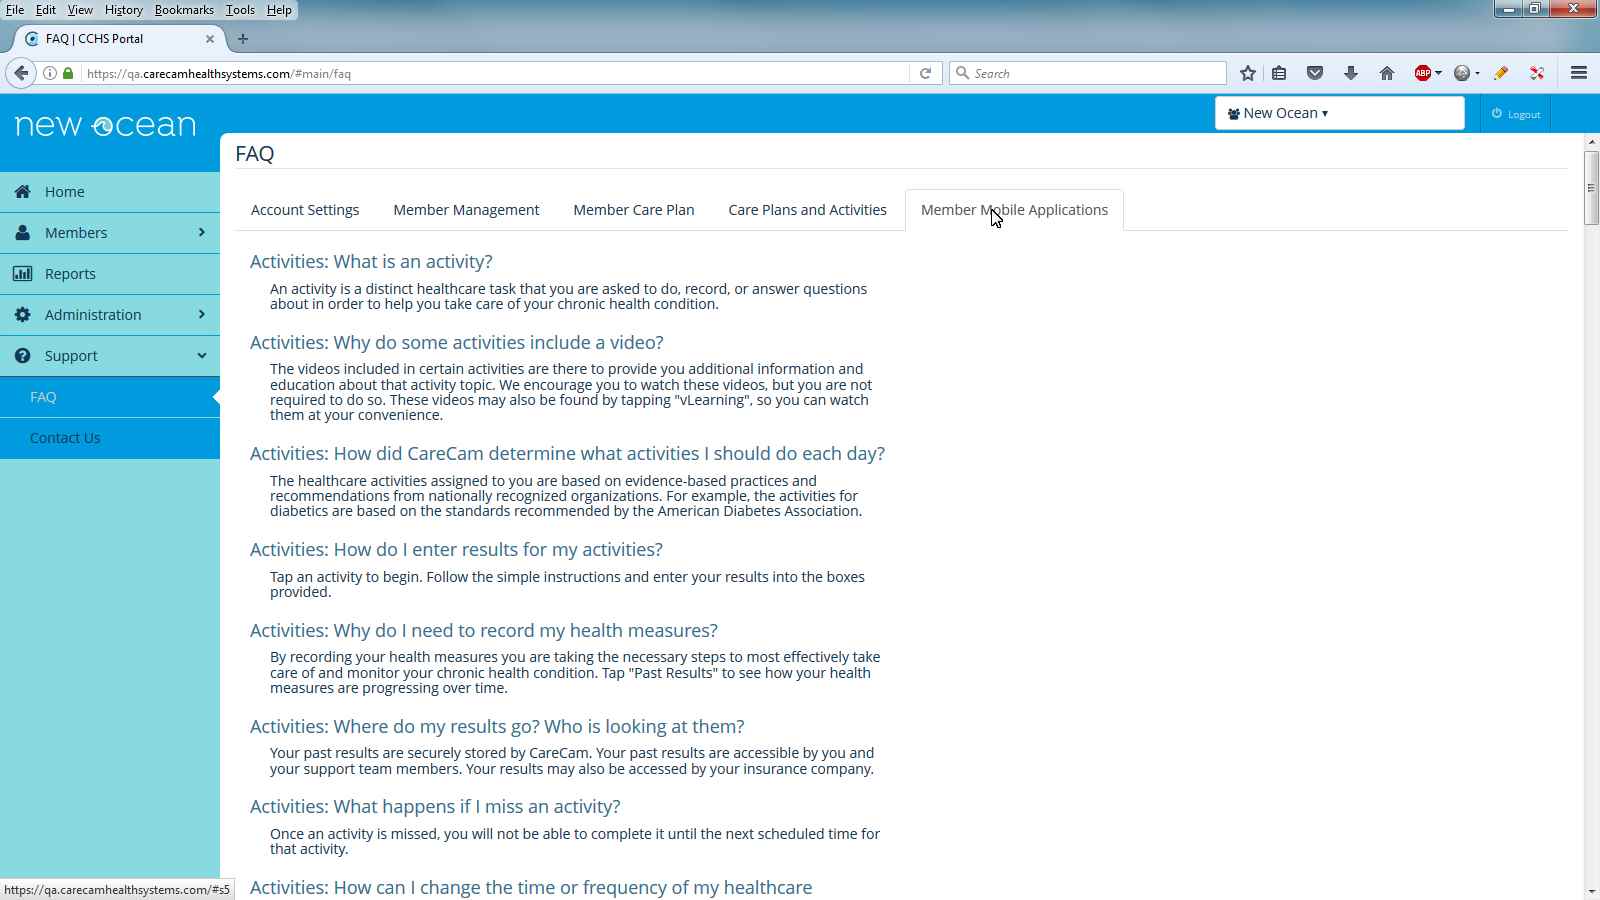 File Edit View History Bookmarks Tools Help
FAQ | CCHS Portal
https://qa.carecamhealthsystems.com/#main/faq
Search
ABP
new ocean
New Ocean
Logout
Home
Members
Reports
Administration
Support
FAQ
Contact Us
FAQ
Account Settings Member Management Member Care Plan Care Plans and Activities Member Mobile Applications
Activities: What is an activity?
An activity is a distinct healthcare task that you are asked to do, record, or answer questions
about in order to help you take care of your chronic health condition.
Activities: Why do some activities include a video?
The videos included in certain activities are there to provide you additional information and
education about that activity topic. We encourage you to watch these videos, but you are not
required to do so. These videos may also be found by tapping "vLearning", so you can watch
them at your convenience.
Activities: How did CareCam determine what activities I should do each day?
The healthcare activities assigned to you are based on evidence-based practices and
recommendations from nationally recognized organizations. For example, the activities for
diabetics are based on the standards recommended by the American Diabetes Association.
Activities: How do I enter results for my activities?
Tap an activity to begin. Follow the simple instructions and enter your results into the boxes
provided.
Activities: Why do I need to record my health measures?
By recording your health measures you are taking the necessary steps to most effectively take
care of and monitor your chronic health condition. Tap "Past Results" to see how your health
measures are progressing over time.
Activities: Where do my results go? Who is looking at them?
Your past results are securely stored by CareCam. Your past results are accessible by you and
your support team members. Your results may also be accessed by your insurance company.
Activities: What happens if I miss an activity?
Once an activity is missed, you will not be able to complete it until the next scheduled time for
that activity.
Activities: How can I change the time or frequency of my healthcare
https://qa.carecamhealthsystems.com/#s5